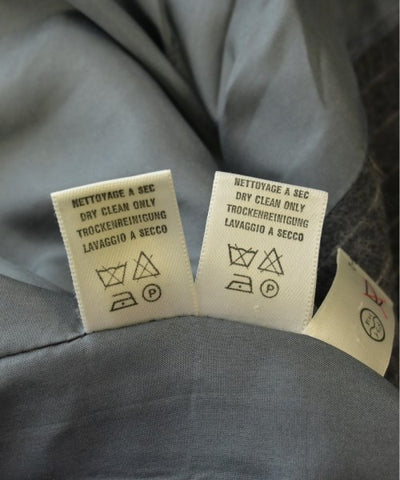 NETTOYAGE A SEC
DRY CLEAN ONLY
TROCKENREINIGUNG
LAVAGGIO A SECCO
P
NETTOYAGE A SEC
DRY CLEAN ONLY
TROCKENREINIGUNG
LAVAGGIO A SECCO
P